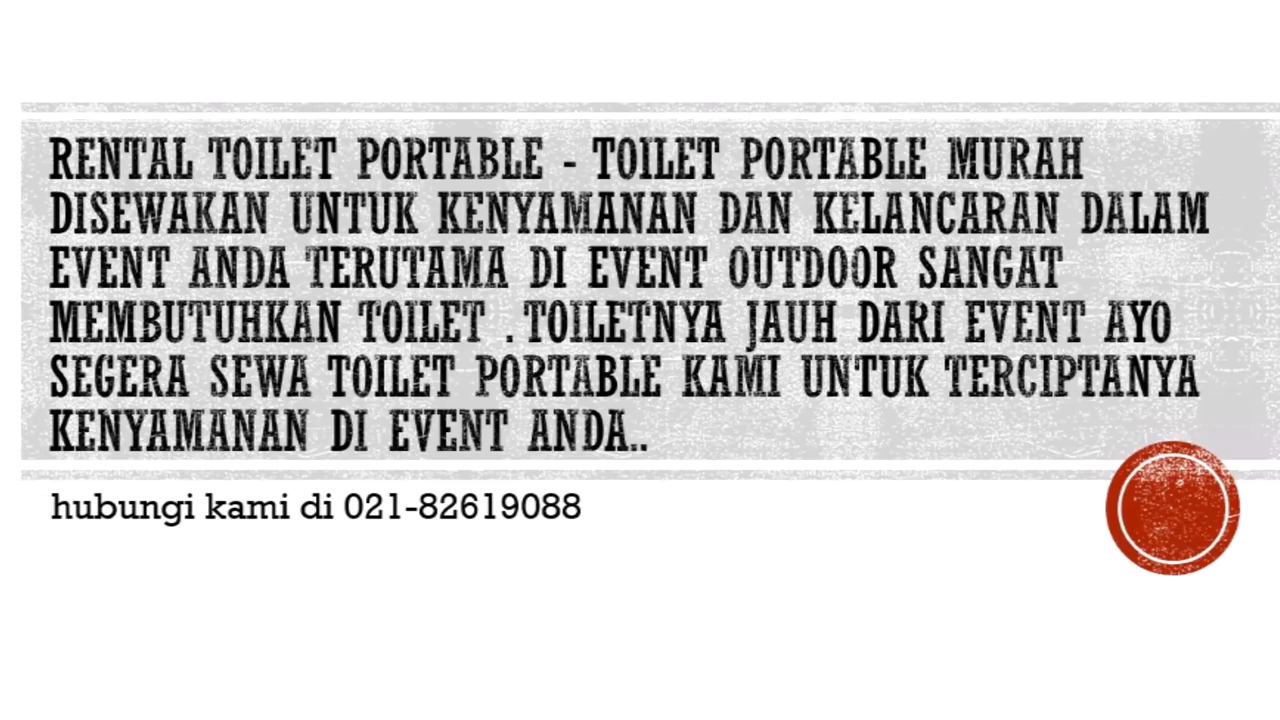 RENTAL TOILET PORTABLE - TOILET PORTABLE MURAH
DISEWAKAN UNTUK KENYAMANAN DAN KELANCARAN DALAM
EVENT ANDA TERUTAMA DI EVENT OUTDOOR SANGAT
MEMBUTUHKAN TOILET . TOILETNYA JAUH DARI EVENT AYO
SEGERA SEWA TOILET PORTABLE KAMI UNTUK TERCIPTANYA
KENYAMANAN DI EVENT ANDA..
hubungi kami di 021-82619088